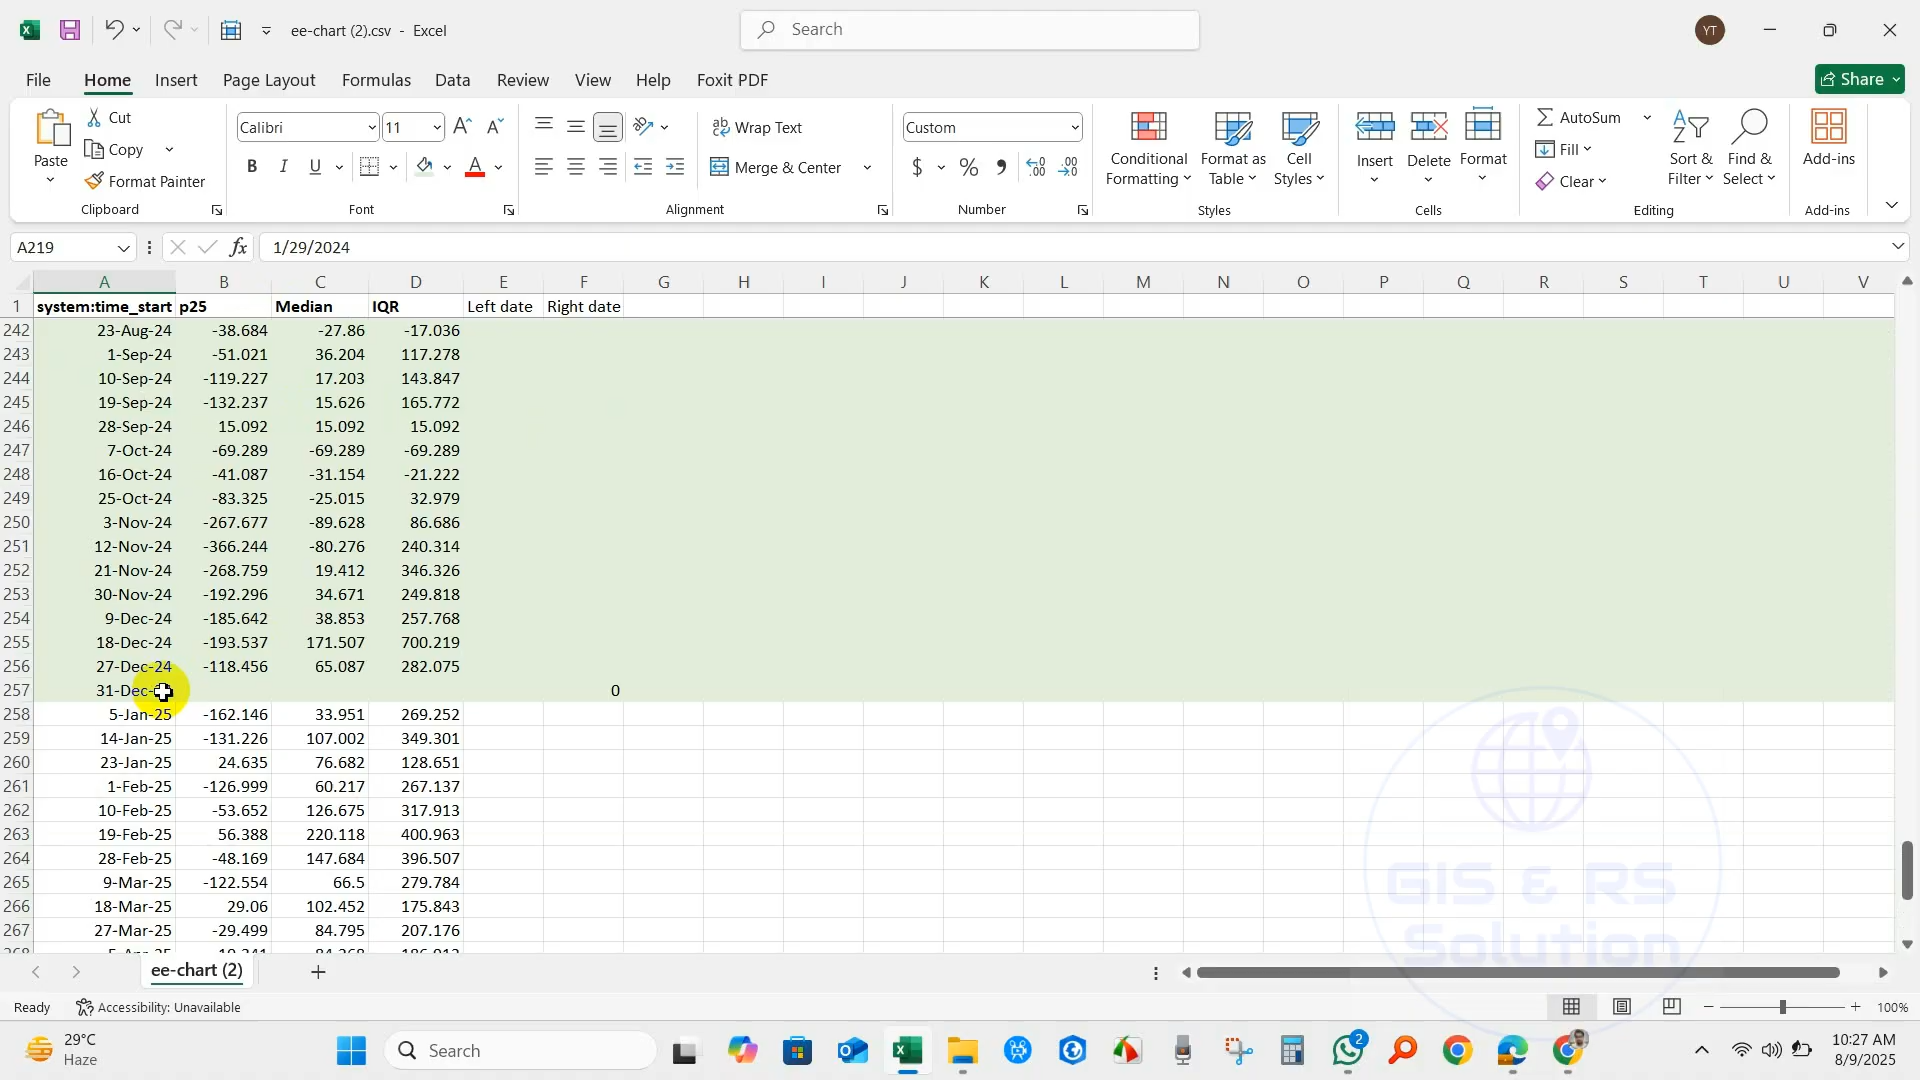 ee-chart (2).csv - Excel
Search
YT
File Home Insert Page Layout Formulas Data Review View Help Foxit PDF
Share
Paste
Cut
Copy
Format Painter
Clipboard
Calibri 11
B I U
Font
Wrap Text
Merge & Center
Alignment
Custom
$ % 9
Number
Conditional Formatting
Format as Table
Cell Styles
Styles
Insert Delete Format
Cells
AutoSum
Fill
Clear
Sort & Filter
Find & Select
Editing
Add-ins
Add-ins
A219 fx 1/29/2024
A B C D E F G H I J K L M N O P Q R S T U V
1 system:time_start p25 Median IQR Left date Right date
242 23-Aug-24 -38.684 -27.86 -17.036
243 1-Sep-24 -51.021 36.204 117.278
244 10-Sep-24 -119.227 17.203 143.847
245 19-Sep-24 -132.237 15.626 165.772
246 28-Sep-24 15.092 15.092 15.092
247 7-Oct-24 -69.289 -69.289 -69.289
248 16-Oct-24 -41.087 -31.154 -21.222
249 25-Oct-24 -83.325 -25.015 32.979
250 3-Nov-24 -267.677 -89.628 86.686
251 12-Nov-24 -366.244 -80.276 240.314
252 21-Nov-24 -268.759 19.412 346.326
253 30-Nov-24 -192.296 34.671 249.818
254 9-Dec-24 -185.642 38.853 257.768
255 18-Dec-24 -193.537 171.507 700.219
256 27-Dec-24 -118.456 65.087 282.075
257 31-Dec- 0
258 5-Jan-25 -162.146 33.951 269.252
259 14-Jan-25 -131.226 107.002 349.301
260 23-Jan-25 24.635 76.682 128.651
261 1-Feb-25 -126.999 60.217 267.137
262 10-Feb-25 -53.652 126.675 317.913
263 19-Feb-25 56.388 220.118 400.963
264 28-Feb-25 -48.169 147.684 396.507
265 9-Mar-25 -122.554 66.5 279.784
266 18-Mar-25 29.06 102.452 175.843
267 27-Mar-25 -29.499 84.795 207.176
GIS & RS
Solution
ee-chart (2)
Ready Accessibility: Unavailable
100%
29°C
Haze
Search
2
10:27 AM
8/9/2025